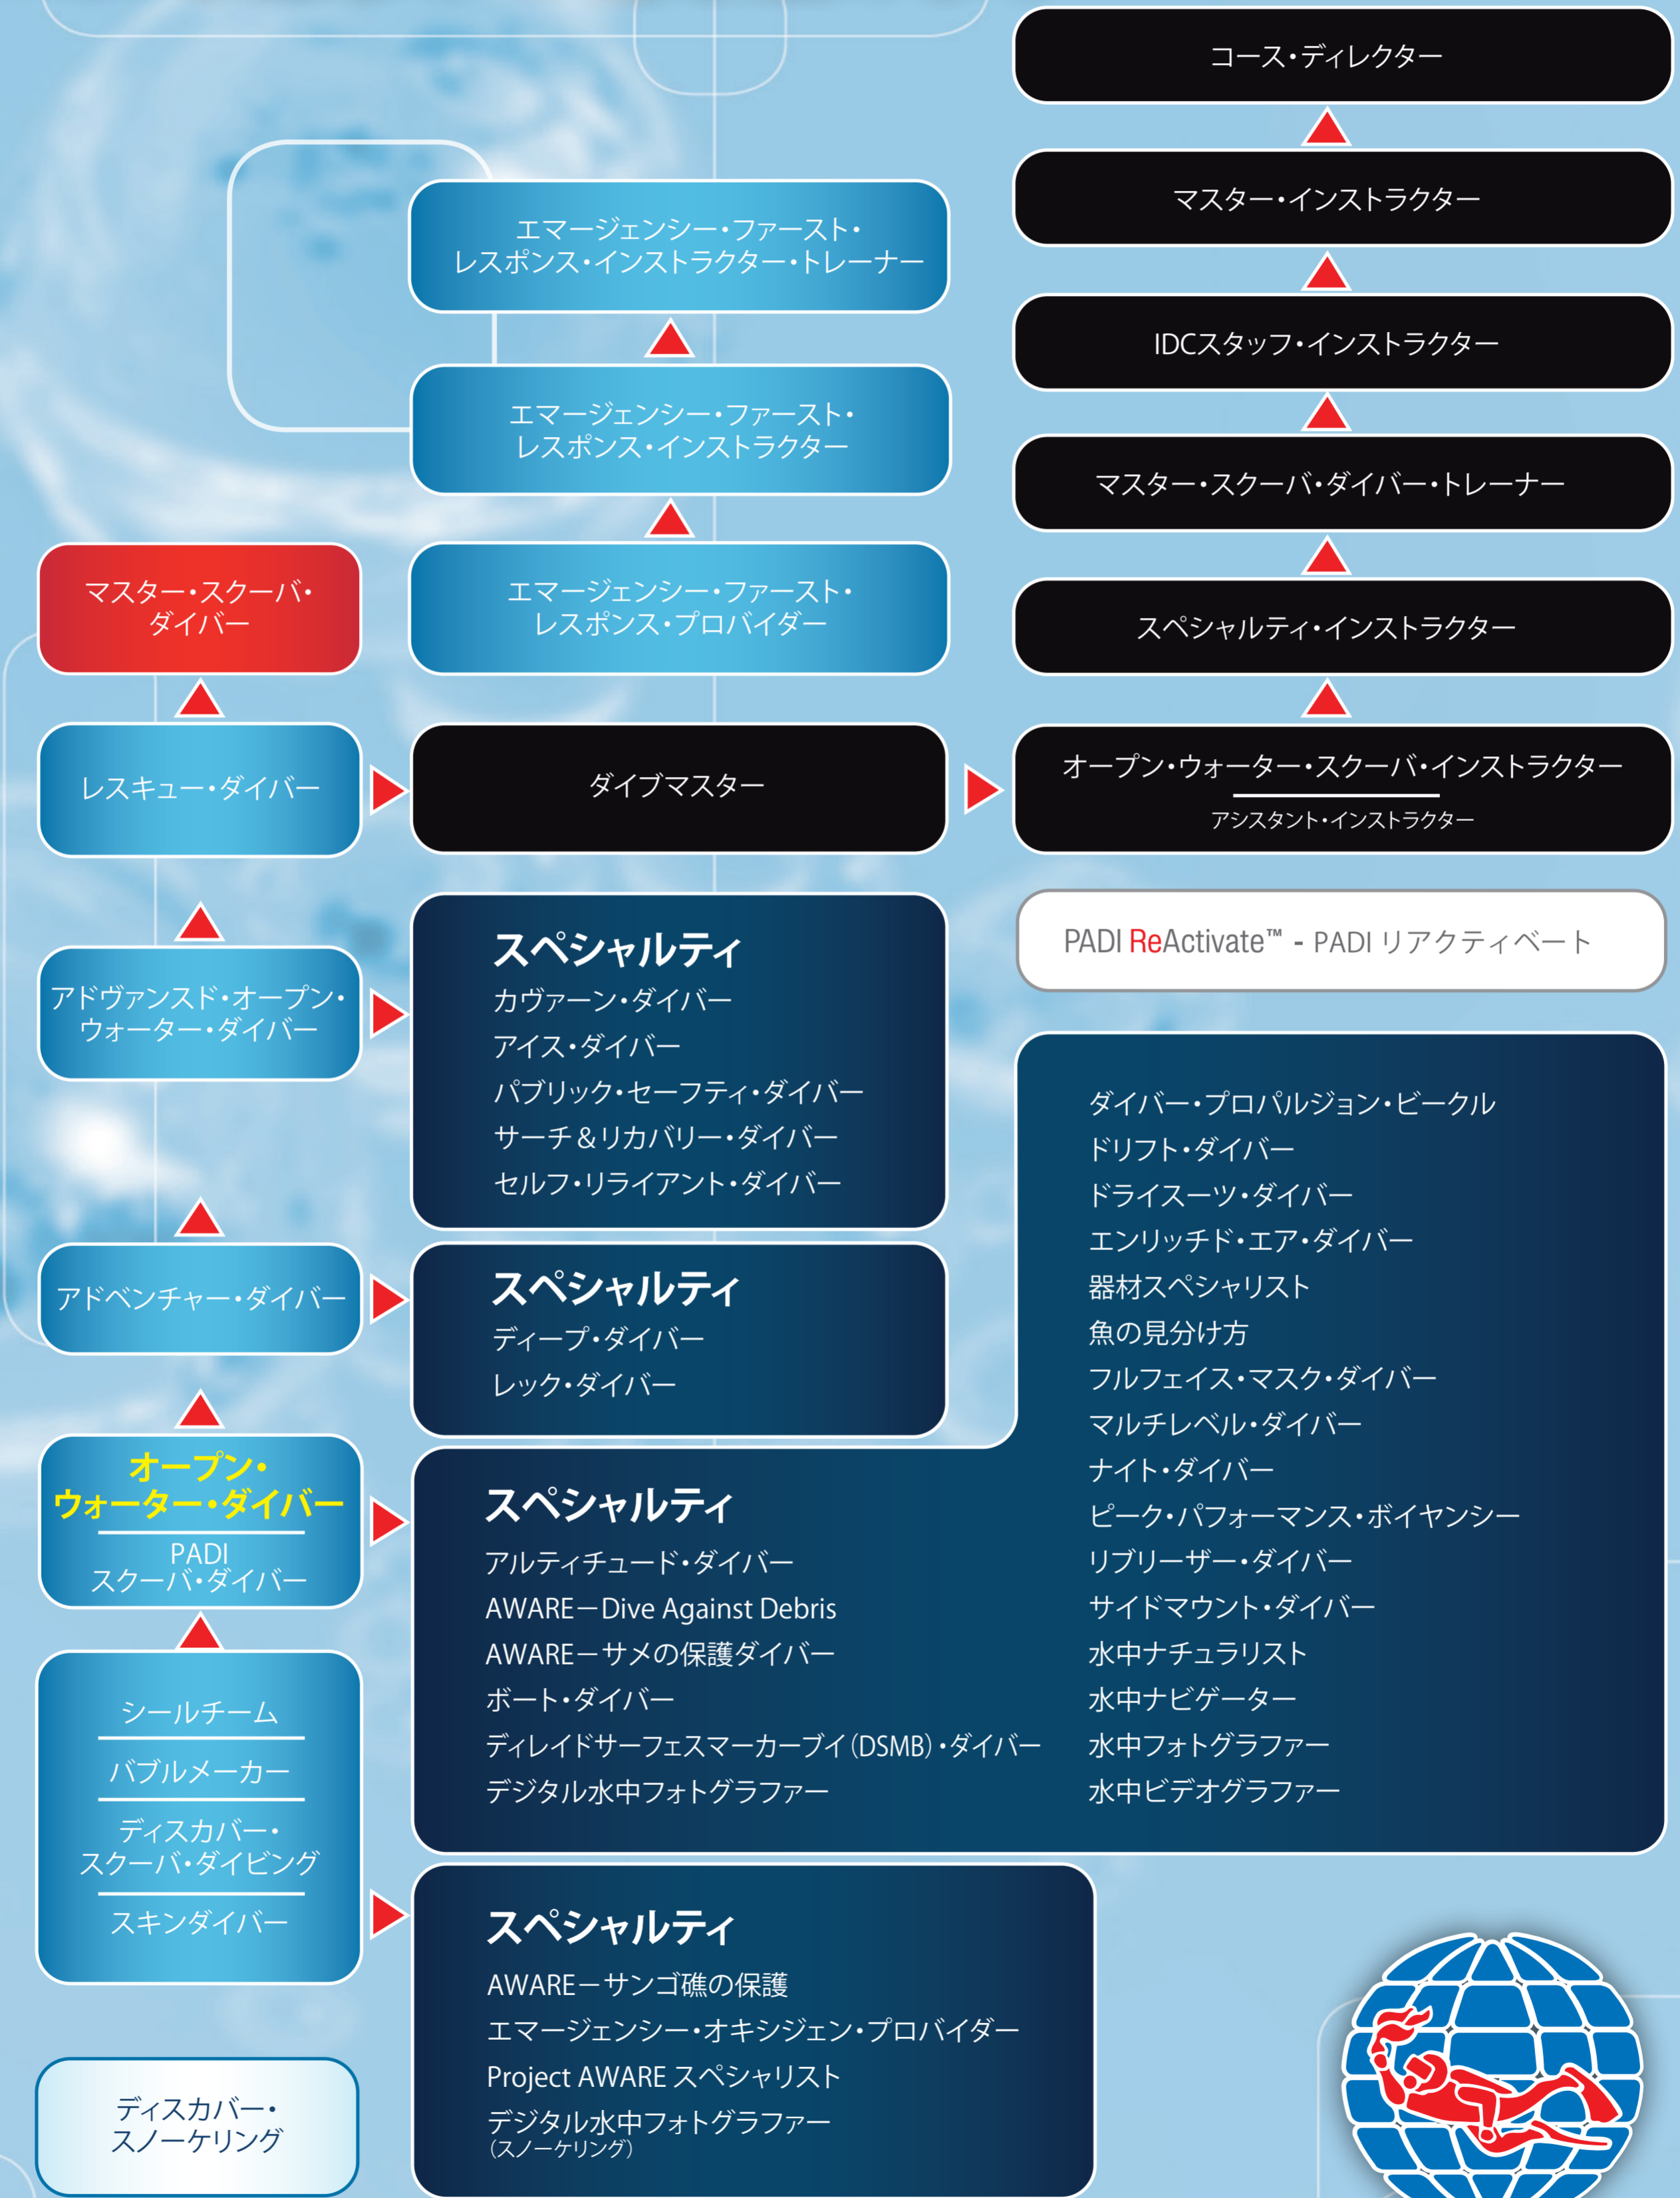 コース・ディレクター
マスター・インストラクター
IDCスタッフ・インストラクター
マスター・スクーバ・ダイバー・トレーナー
スペシャルティ・インストラクター
オープン・ウォーター・スクーバ・インストラクター
アシスタント・インストラクター
エマージェンシー・ファースト・
レスポンス・インストラクター・トレーナー
エマージェンシー・ファースト・
レスポンス・インストラクター
エマージェンシー・ファースト・
レスポンス・プロバイダー
マスター・スクーバ・
ダイバー
レスキュー・ダイバー
ダイブマスター
PADI ReActivate™ - PADI リアクティベート
アドヴァンスド・オープン・
ウォーター・ダイバー
スペシャルティ
カヴァーン・ダイバー
アイス・ダイバー
パブリック・セーフティ・ダイバー
サーチ&リカバリー・ダイバー
セルフ・リライアント・ダイバー
アドベンチャー・ダイバー
スペシャルティ
ディープ・ダイバー
レック・ダイバー
オープン・
ウォーター・ダイバー
PADI
スクーバ・ダイバー
スペシャルティ
アルティチュード・ダイバー
AWARE－Dive Against Debris
AWARE－サメの保護ダイバー
ボート・ダイバー
ディレイドサーフェスマーカーブイ(DSMB)・ダイバー
デジタル水中フォトグラファー
ダイバー・プロパルジョン・ビークル
ドリフト・ダイバー
ドライスーツ・ダイバー
エンリッチド・エア・ダイバー
器材スペシャリスト
魚の見分け方
フルフェイス・マスク・ダイバー
マルチレベル・ダイバー
ナイト・ダイバー
ピーク・パフォーマンス・ボイヤンシー
リブリーザー・ダイバー
サイドマウント・ダイバー
水中ナチュラリスト
水中ナビゲーター
水中フォトグラファー
水中ビデオグラファー
シールチーム
バブルメーカー
ディスカバー・
スクーバ・ダイビング
スキンダイバー
スペシャルティ
AWARE－サンゴ礁の保護
エマージェンシー・オキシジェン・プロバイダー
Project AWARE スペシャリスト
デジタル水中フォトグラファー
(スノーケリング)
ディスカバー・
スノーケリング